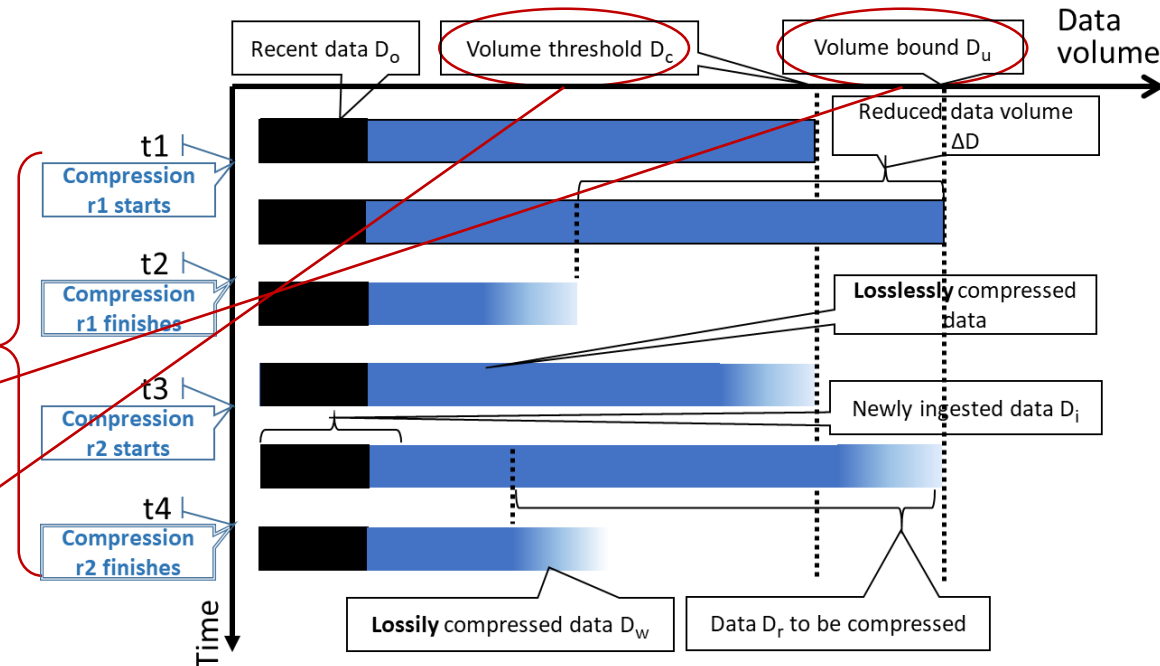 Data
volume
Recent data Do
Volume threshold Dc
Volume bound Du
Reduced data volume
ΔD
t1
Compression
r1 starts
t2
Compression
r1 finishes
Losslessly compressed
data
t3
Compression
r2 starts
Newly ingested data Di
t4
Compression
r2 finishes
Lossily compressed data Dw
Data Dr to be compressed
Time